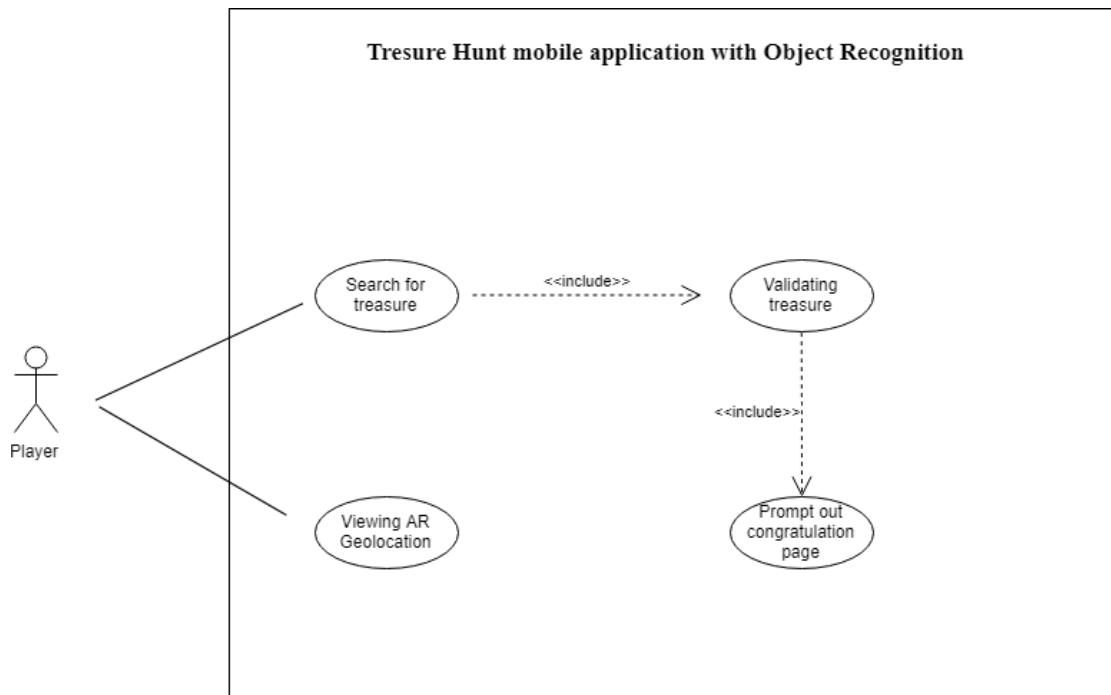 Tresure Hunt mobile application with Object Recognition
Search for
treasure
<<include>>
Validating
treasure
<<include>>
Player
Viewing AR
Geolocation
Prompt out
congratulation
page